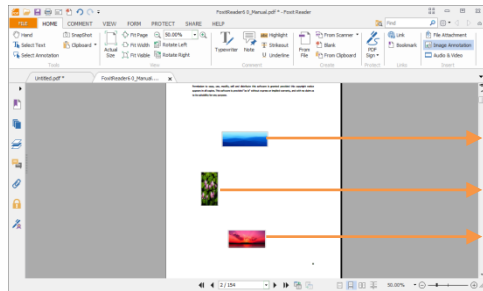 FoxitReader6.0_Manual.pdf * - Foxit Reader
File HOME COMMENT VIEW FORM PROTECT SHARE HELP Find
Hand SnapShot Fit Page 50.00% Highlight From Scanner Link File Attachment
Select Text Clipboard Fit Width Rotate Left Strikeout Blank Bookmark Image Annotation
Select Annotation Actual Size Fit Visible Rotate Right Typewriter Note Underline From File From Clipboard PDF Sign Audio & Video
Tools View Comment Create Protect Links Insert
Untitled.pdf * FoxitReader6.0_Manual.... x
2 / 154 50.00%